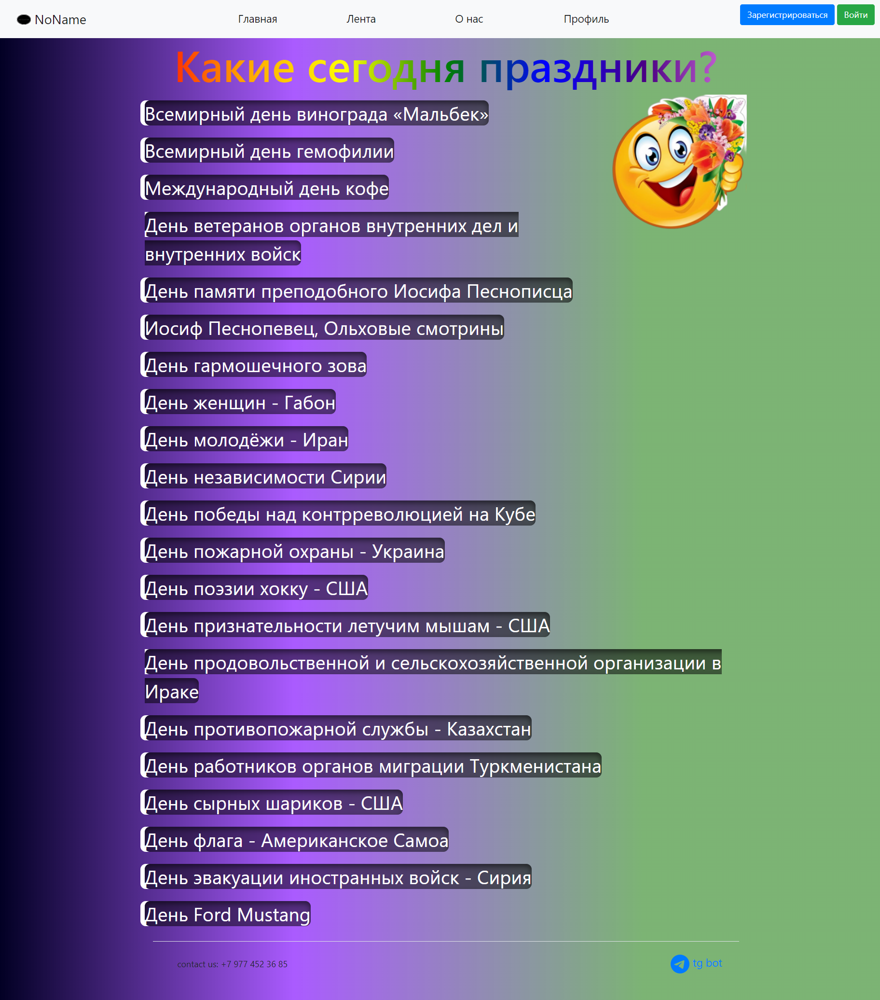 NoName
Главная
Лента
О нас
Профиль
Зарегистрироваться
Войти
Какие сегодня праздники?
Всемирный день винограда «Мальбек»
Всемирный день гемофилии
Международный день кофе
День ветеранов органов внутренних дел и
внутренних войск
День памяти преподобного Иосифа Песнописца
Иосиф Песнопевец, Ольховые смотрины
День гармошечного зова
День женщин - Габон
День молодёжи - Иран
День независимости Сирии
День победы над контрреволюцией на Кубе
День пожарной охраны - Украина
День поэзии хокку - США
День признательности летучим мышам - США
День продовольственной и сельскохозяйственной организации в
Ираке
День противопожарной службы - Казахстан
День работников органов миграции Туркменистана
День сырных шариков - США
День флага - Американское Самоа
День эвакуации иностранных войск - Сирия
День Ford Mustang
contact us: +7 977 452 36 85
tg bot